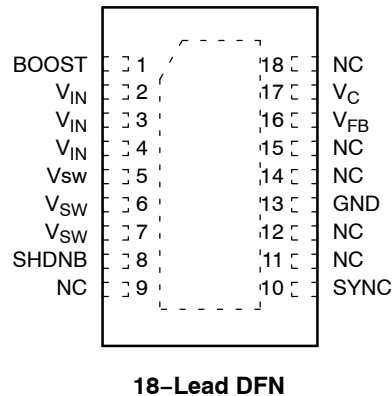 BOOST 1 18 NC
VIN 2 17 VC
VIN 3 16 VFB
VIN 4 15 NC
Vsw 5 14 NC
VSW 6 13 GND
VSW 7 12 NC
SHDNB 8 11 NC
NC 9 10 SYNC
18–Lead DFN